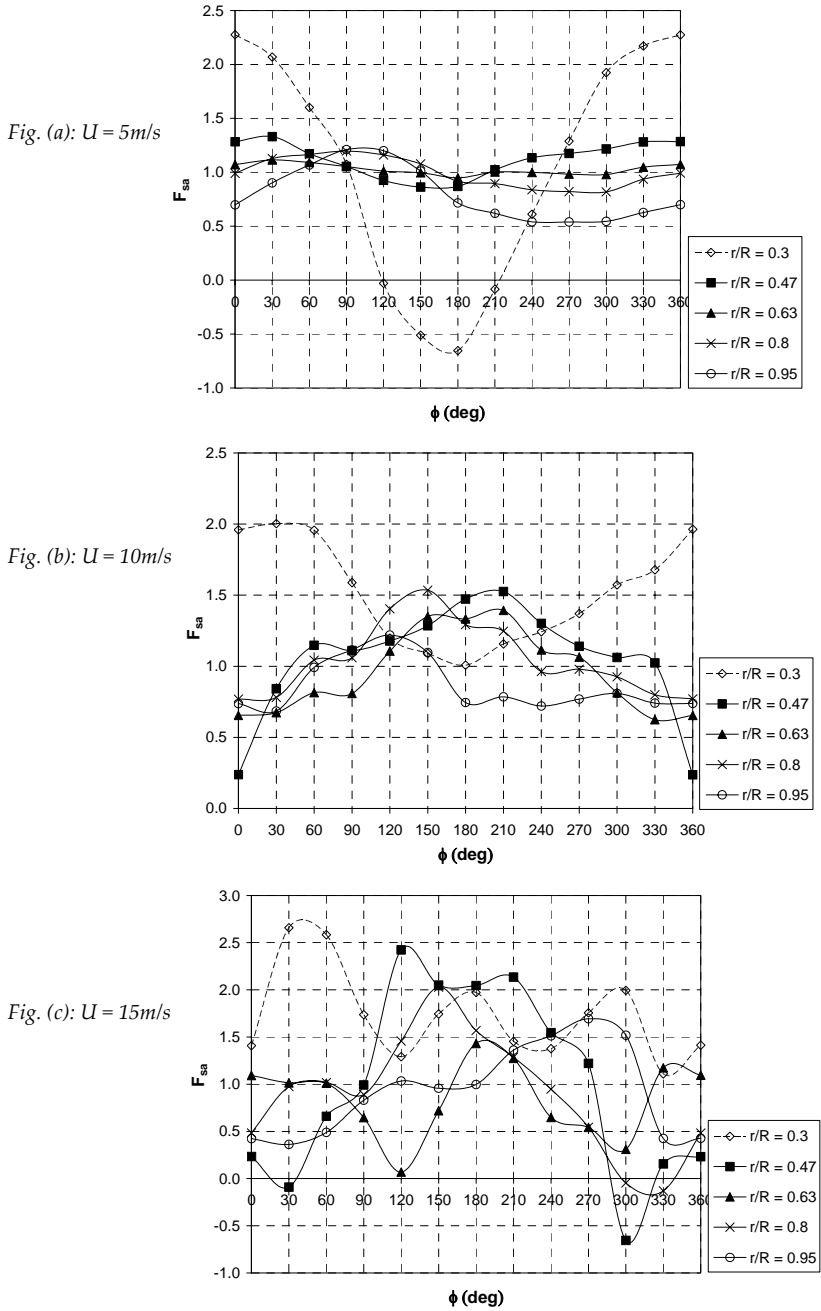 Fig. (a): U = 5m/s
2.5
2.0
1.5
1.0
0.5
0.0
-0.5
-1.0
F_sa
0 30 60 90 120 150 180 210 240 270 300 330 360
ϕ (deg)
r/R = 0.3
r/R = 0.47
r/R = 0.63
r/R = 0.8
r/R = 0.95
Fig. (b): U = 10m/s
2.5
2.0
1.5
1.0
0.5
0.0
F_sa
0 30 60 90 120 150 180 210 240 270 300 330 360
ϕ (deg)
r/R = 0.3
r/R = 0.47
r/R = 0.63
r/R = 0.8
r/R = 0.95
Fig. (c): U = 15m/s
3.0
2.5
2.0
1.5
1.0
0.5
0.0
-0.5
-1.0
F_sa
0 30 60 90 120 150 180 210 240 270 300 330 360
ϕ (deg)
r/R = 0.3
r/R = 0.47
r/R = 0.63
r/R = 0.8
r/R = 0.95